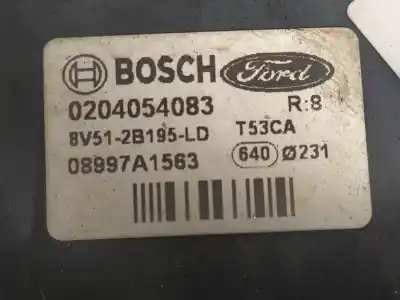 BOSCH Ford
0204054083 R:8
8V51-2B195-LD T53CA
08997A1563 640 Ø231